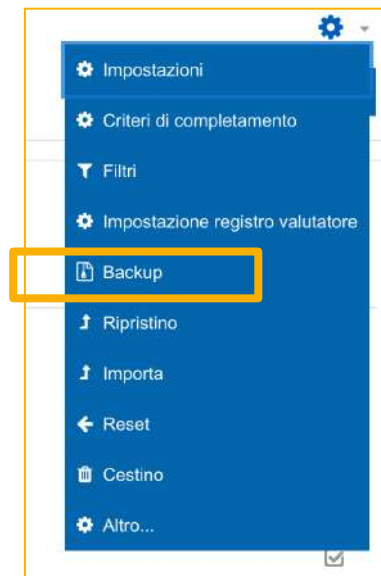 Impostazioni
Criteri di completamento
Filtri
Impostazione registro valutatore
Backup
Ripristino
Importa
Reset
Cestino
Altro...